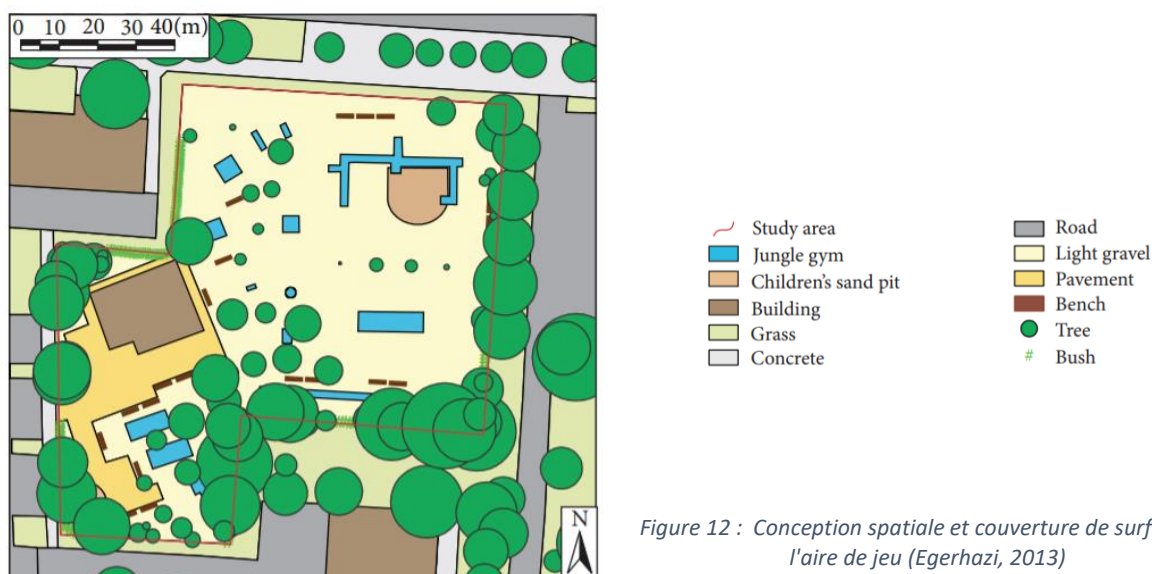 0 10 20 30 40(m)
N
Study area
Jungle gym
Children's sand pit
Building
Grass
Concrete
Road
Light gravel
Pavement
Bench
Tree
Bush
Figure 12 : Conception spatiale et couverture de surf
l'aire de jeu (Egerhazi, 2013)